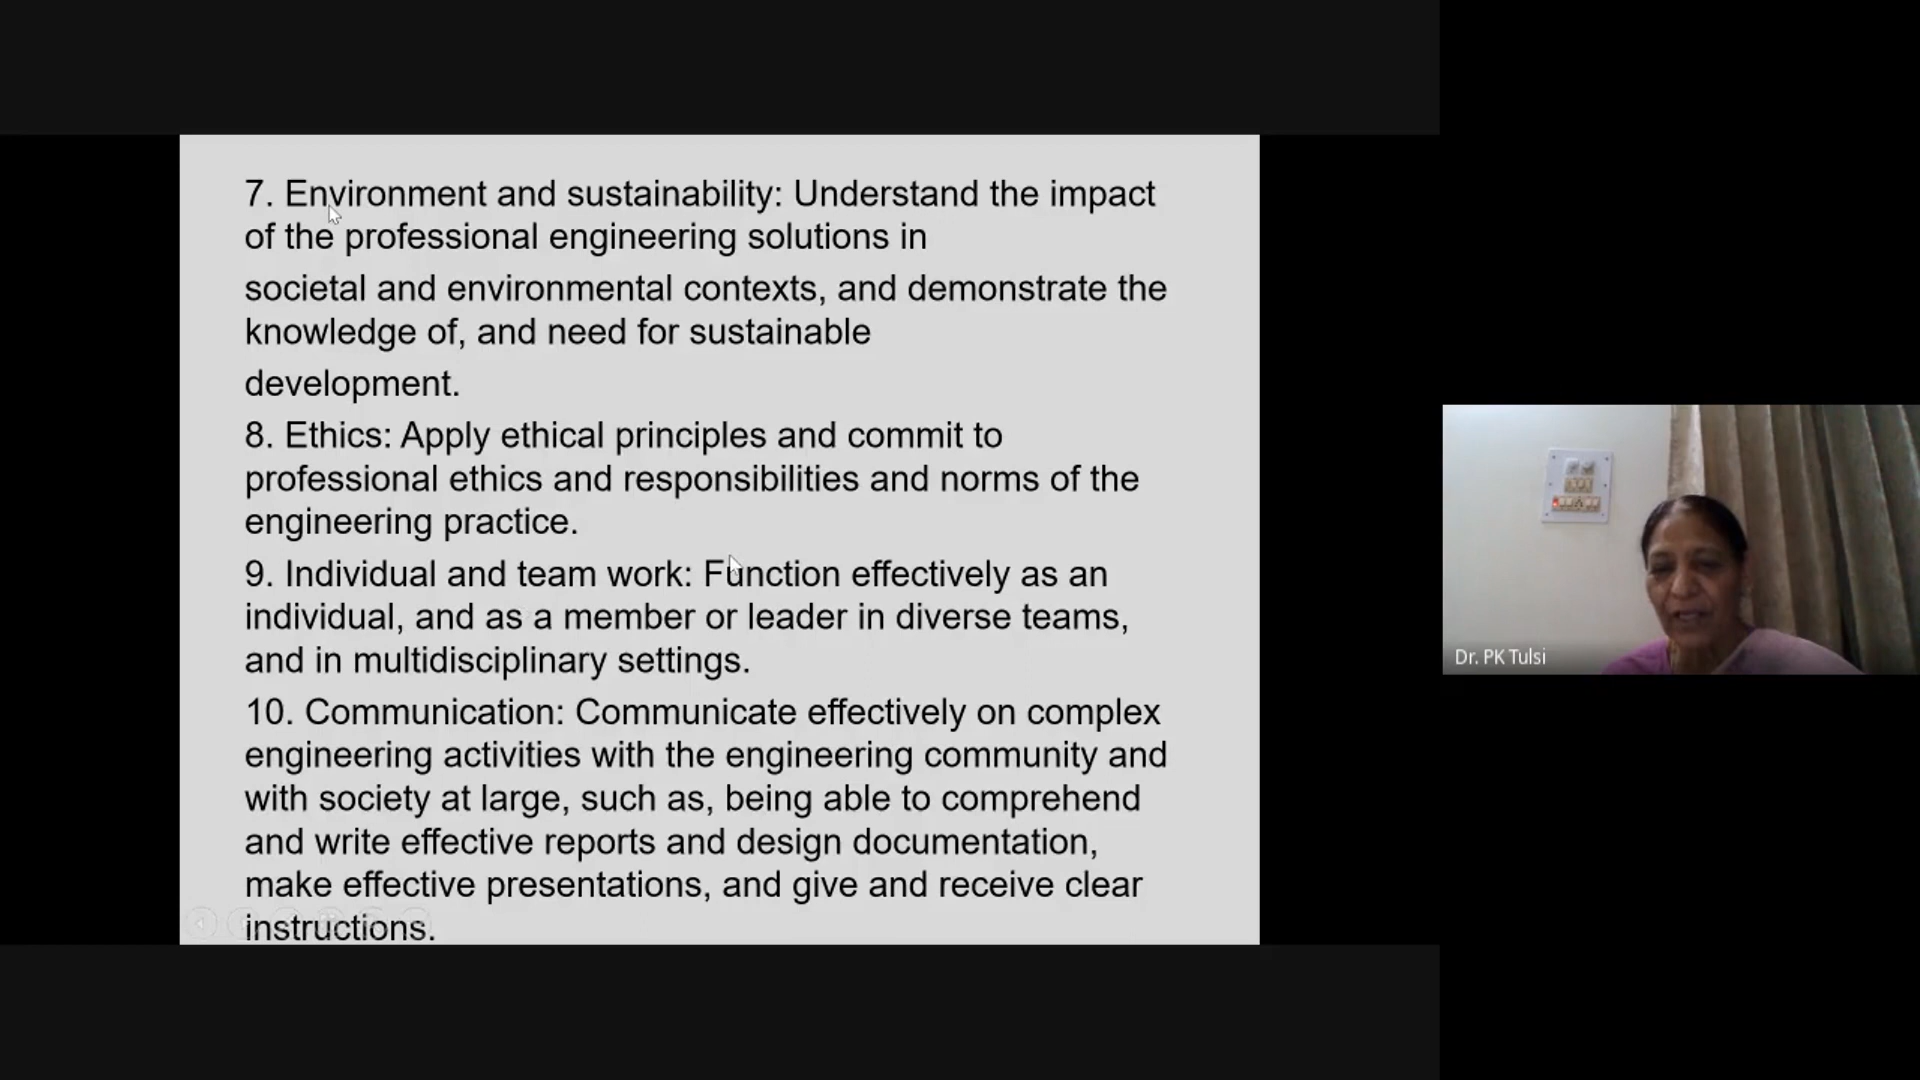 7. Environment and sustainability: Understand the impact
of the professional engineering solutions in
societal and environmental contexts, and demonstrate the
knowledge of, and need for sustainable
development.
8. Ethics: Apply ethical principles and commit to
professional ethics and responsibilities and norms of the
engineering practice.
9. Individual and team work: Function effectively as an
individual, and as a member or leader in diverse teams,
and in multidisciplinary settings.
10. Communication: Communicate effectively on complex
engineering activities with the engineering community and
with society at large, such as, being able to comprehend
and write effective reports and design documentation,
make effective presentations, and give and receive clear
instructions.
Dr. PK Tulsi